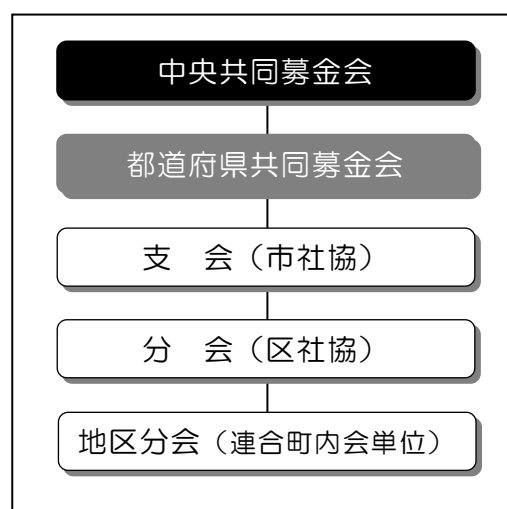 中央共同募金会
都道府県共同募金会
支　会（市社協）
分　会（区社協）
地区分会（連合町内会単位）